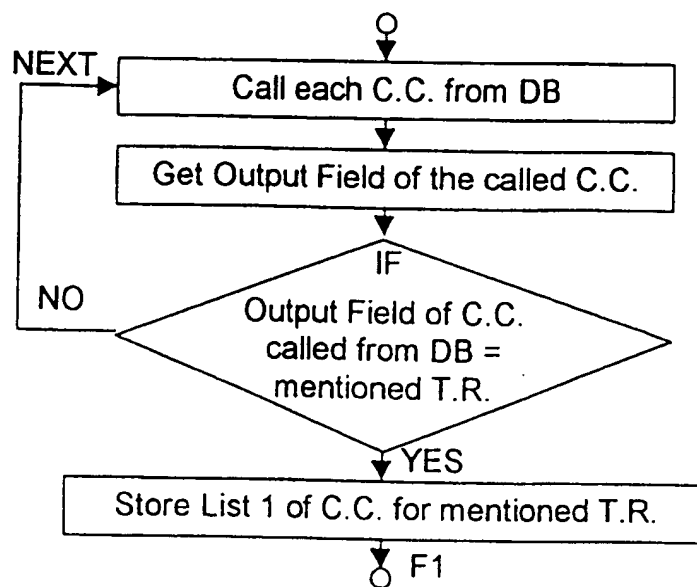 NEXT
Call each C.C. from DB
Get Output Field of the called C.C.
IF
NO
Output Field of C.C.
called from DB =
mentioned T.R.
YES
Store List 1 of C.C. for mentioned T.R.
F1